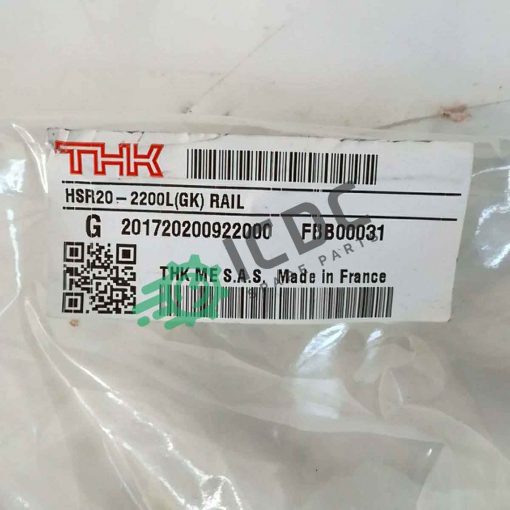 THK
HSR20-2200L(GK) RAIL
G 201720200922000 FBB00031
THK ME S.A.S. Made in France
ICDC
SPARE PARTS